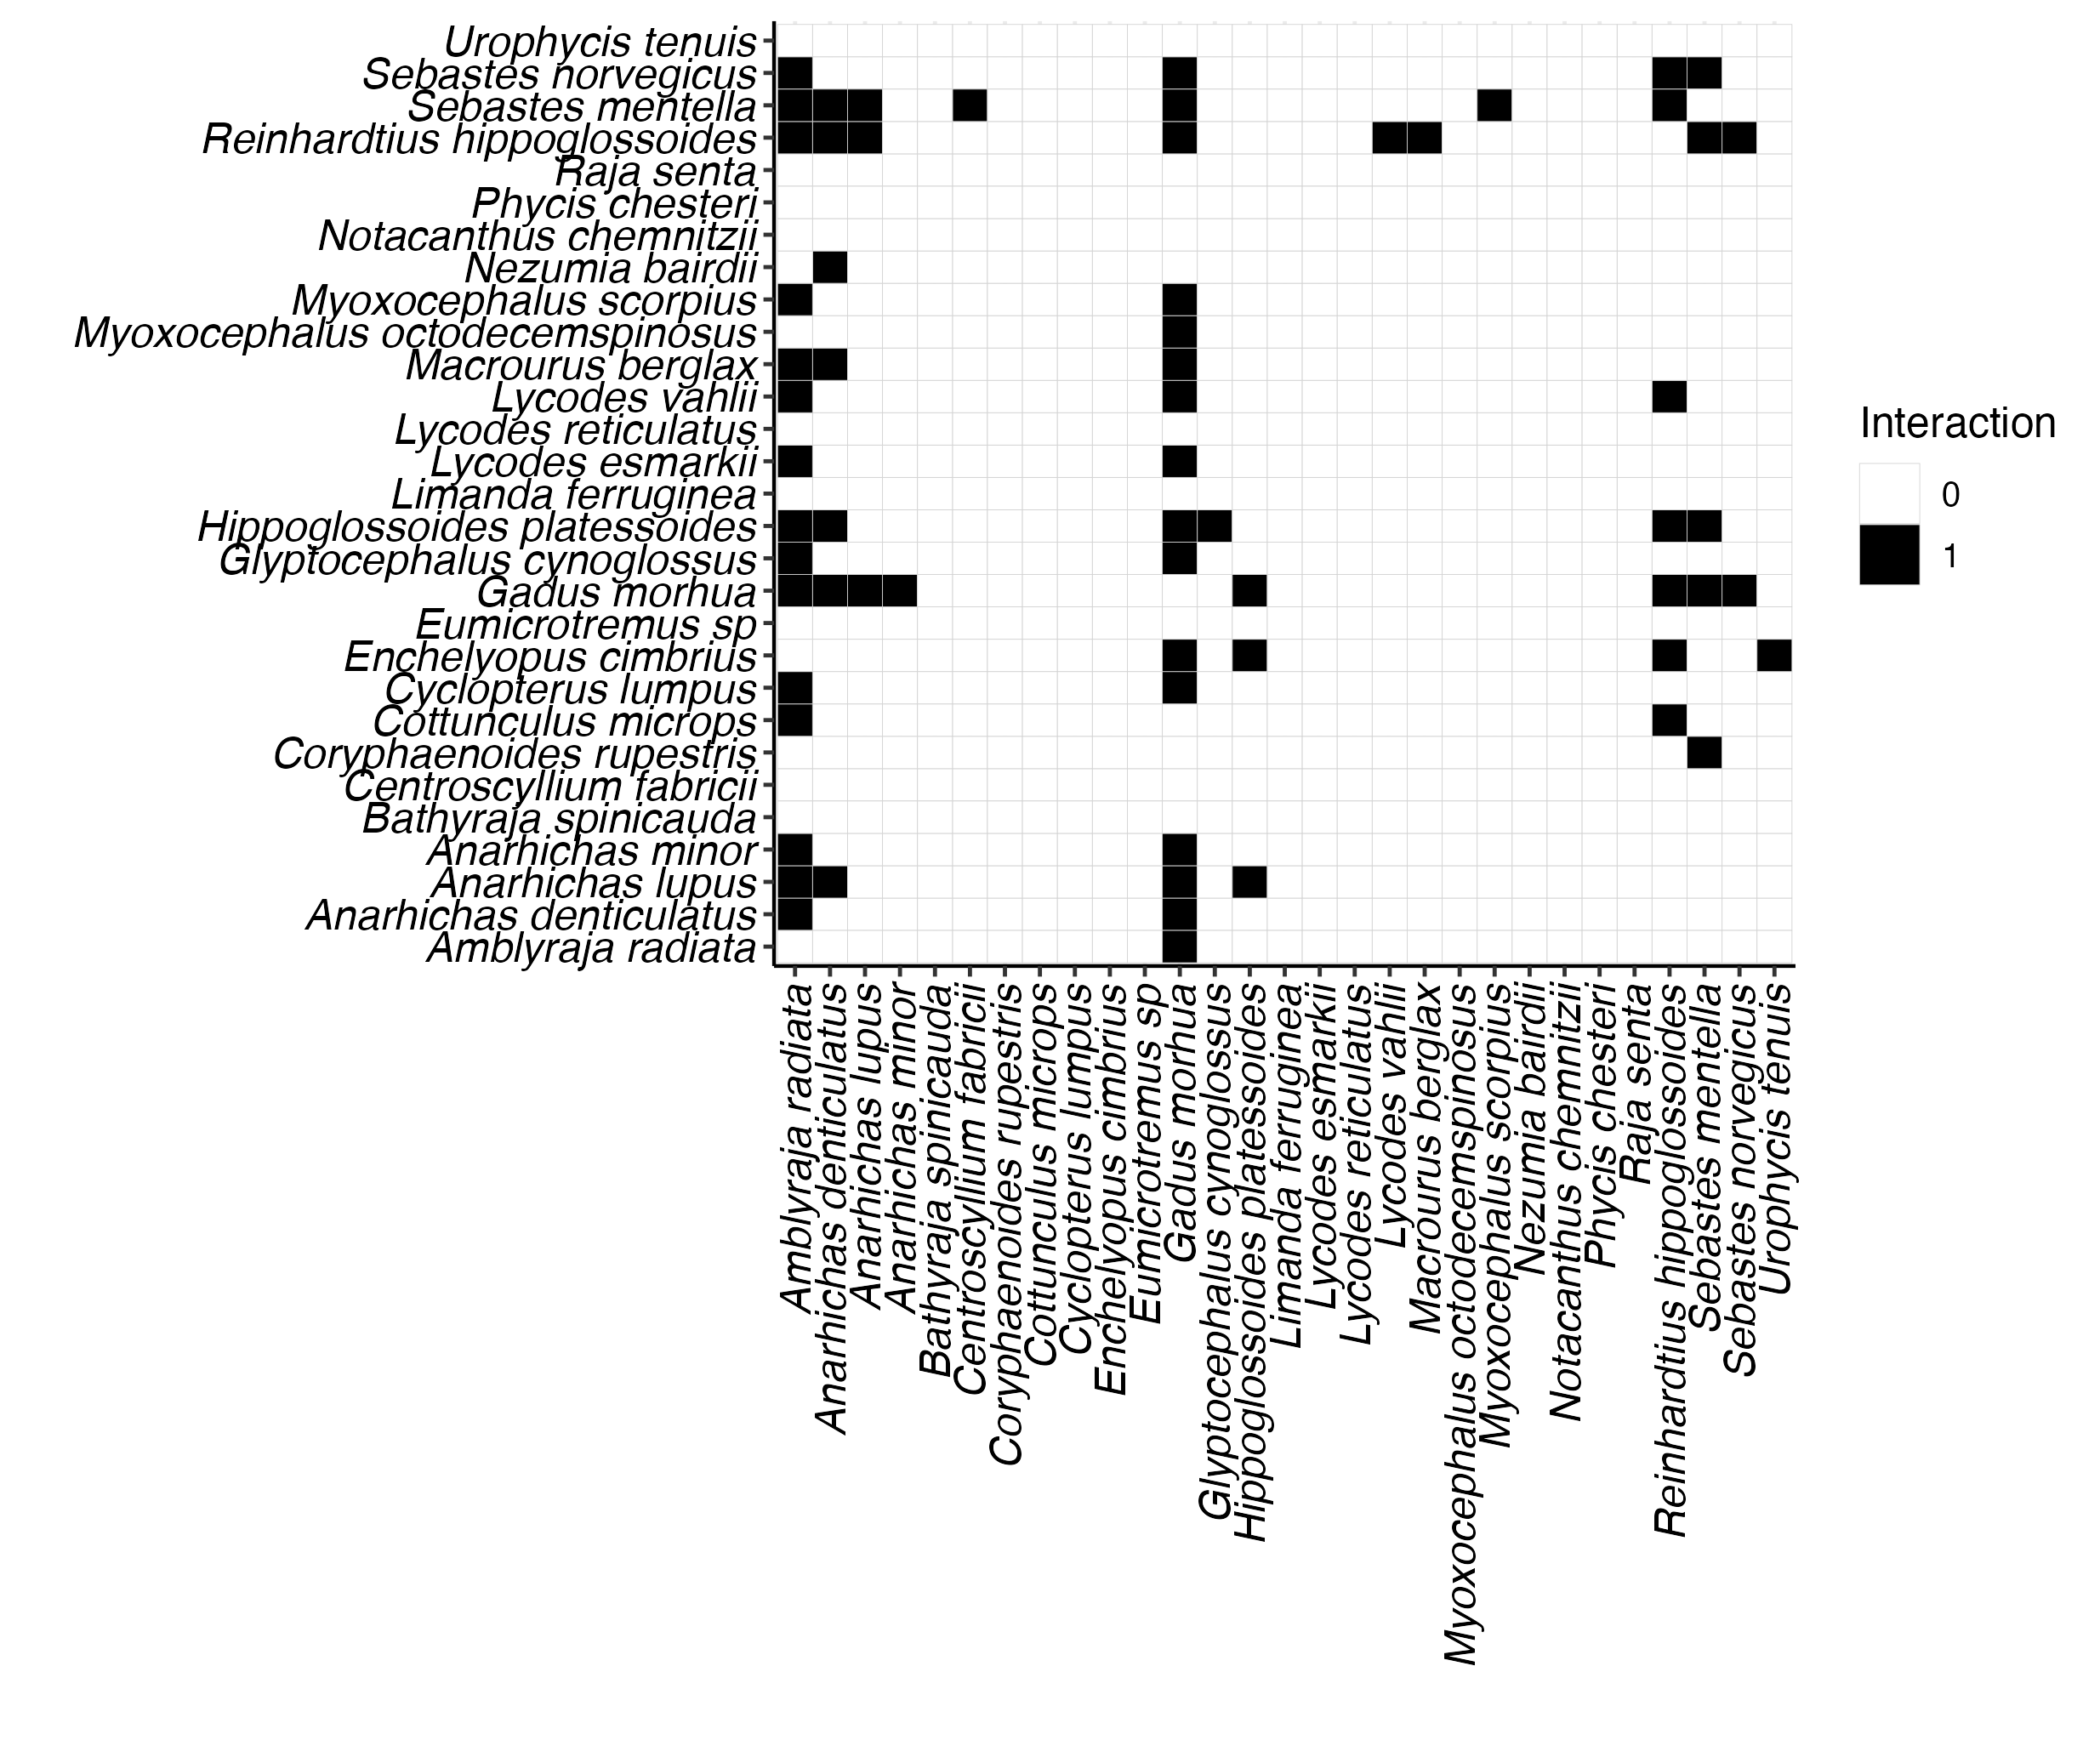 Urophycis tenuis
Sebastes norvegicus
Sebastes mentella
Reinhardtius hippoglossoides
Raja senta
Phycis chesteri
Notacanthus chemnitzii
Nezumia bairdii
Myoxocephalus scorpius
Myoxocephalus octodecemspinosus
Macrourus berglax
Lycodes vahlii
Lycodes reticulatus
Lycodes esmarkii
Limanda ferruginea
Hippoglossoides platessoides
Glyptocephalus cynoglossus
Gadus morhua
Eumicrotremus sp
Enchelyopus cimbrius
Cyclopterus lumpus
Cottunculus microps
Coryphaenoides rupestris
Centroscyllium fabricii
Bathyraja spinicauda
Anarhichas minor
Anarhichas lupus
Anarhichas denticulatus
Amblyraja radiata
Amblyraja radiata
Anarhichas denticulatus
Anarhichas lupus
Anarhichas minor
Bathyraja spinicauda
Centroscyllium fabricii
Coryphaenoides rupestris
Cottunculus microps
Cyclopterus lumpus
Enchelyopus cimbrius
Eumicrotremus sp
Gadus morhua
Glyptocephalus cynoglossus
Hippoglossoides platessoides
Limanda ferruginea
Lycodes esmarkii
Lycodes reticulatus
Lycodes vahlii
Macrourus berglax
Myoxocephalus octodecemspinosus
Myoxocephalus scorpius
Nezumia bairdii
Notacanthus chemnitzii
Phycis chesteri
Raja senta
Reinhardtius hippoglossoides
Sebastes mentella
Sebastes norvegicus
Urophycis tenuis
Interaction
0
1